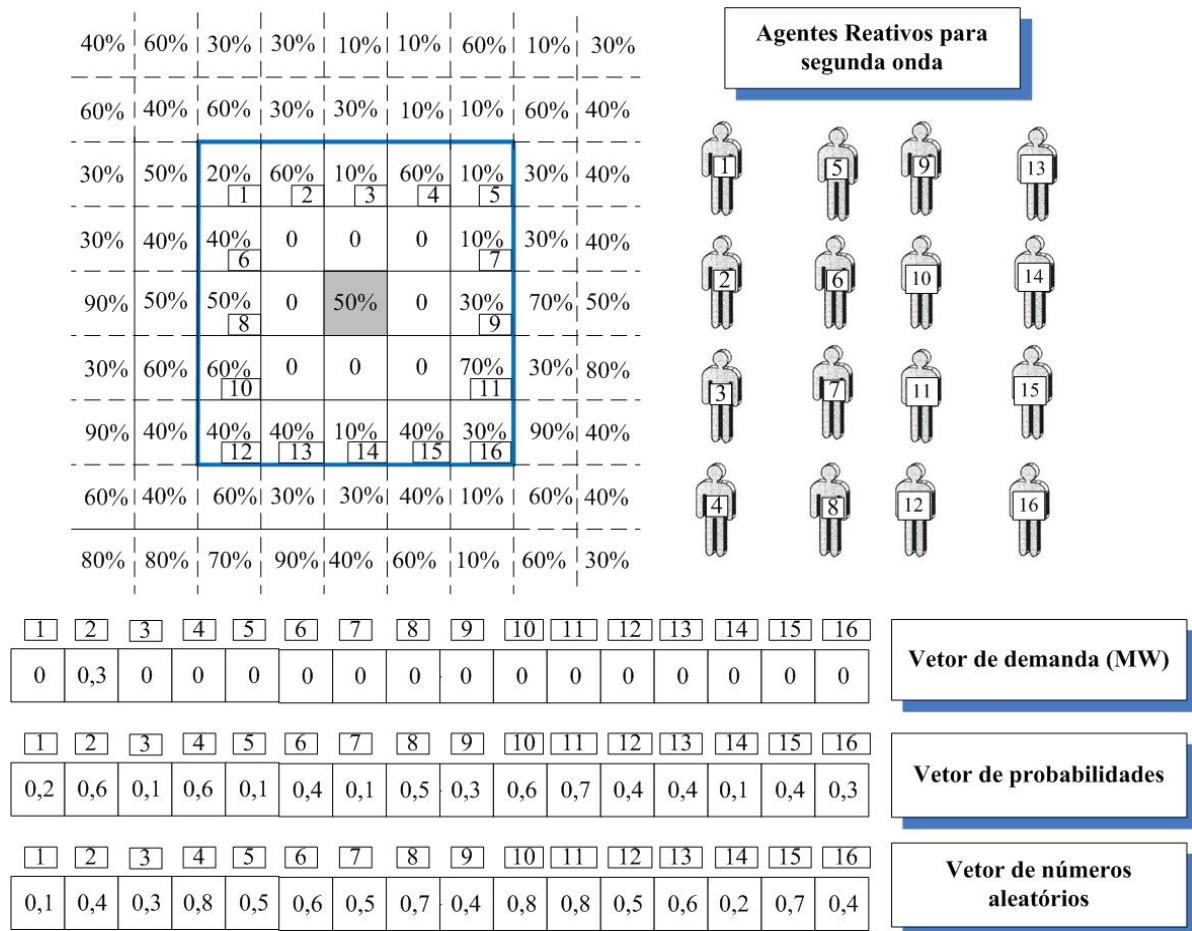 40% 60% 30% 30% 10% 10% 60% 10% 30%
60% 40% 60% 30% 30% 10% 10% 60% 40%
30% 50% 20% 60% 10% 60% 10% 30% 40%
1 2 3 4 5
30% 40% 40% 0 0 0 10% 30% 40%
6 7
90% 50% 50% 0 50% 0 30% 70% 50%
8 9
30% 60% 60% 0 0 0 70% 30% 80%
10 11
90% 40% 40% 40% 10% 40% 30% 90% 40%
12 13 14 15 16
60% 40% 60% 30% 30% 40% 10% 60% 40%
80% 80% 70% 90% 40% 60% 10% 60% 30%
Agentes Reativos para
segunda onda
1 5 9 13
2 6 10 14
3 7 11 15
4 8 12 16
1 2 3 4 5 6 7 8 9 10 11 12 13 14 15 16
0 0,3 0 0 0 0 0 0 0 0 0 0 0 0 0 0
Vetor de demanda (MW)
1 2 3 4 5 6 7 8 9 10 11 12 13 14 15 16
0,2 0,6 0,1 0,6 0,1 0,4 0,1 0,5 0,3 0,6 0,7 0,4 0,4 0,1 0,4 0,3
Vetor de probabilidades
1 2 3 4 5 6 7 8 9 10 11 12 13 14 15 16
0,1 0,4 0,3 0,8 0,5 0,6 0,5 0,7 0,4 0,8 0,8 0,5 0,6 0,2 0,7 0,4
Vetor de números
aleatórios